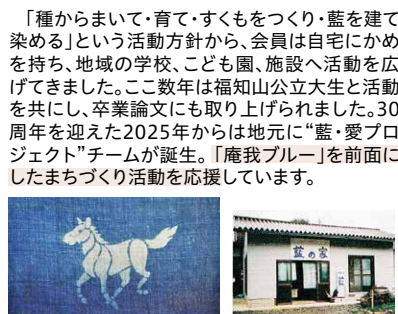 「種からまいて・育て・すくもをつくり・藍を建て
染める」という活動方針から、会員は自宅にかめ
を持ち、地域の学校、こども園、施設へ活動を広
げてきました。ここ数年は福知山公立大生と活動
を共にし、卒業論文にも取り上げられました。30
周年を迎えた2025年からは地元に“藍・愛プロ
ジェクト”チームが誕生。「庵我ブルー」を前面に
したまちづくり活動を応援しています。
藍の家